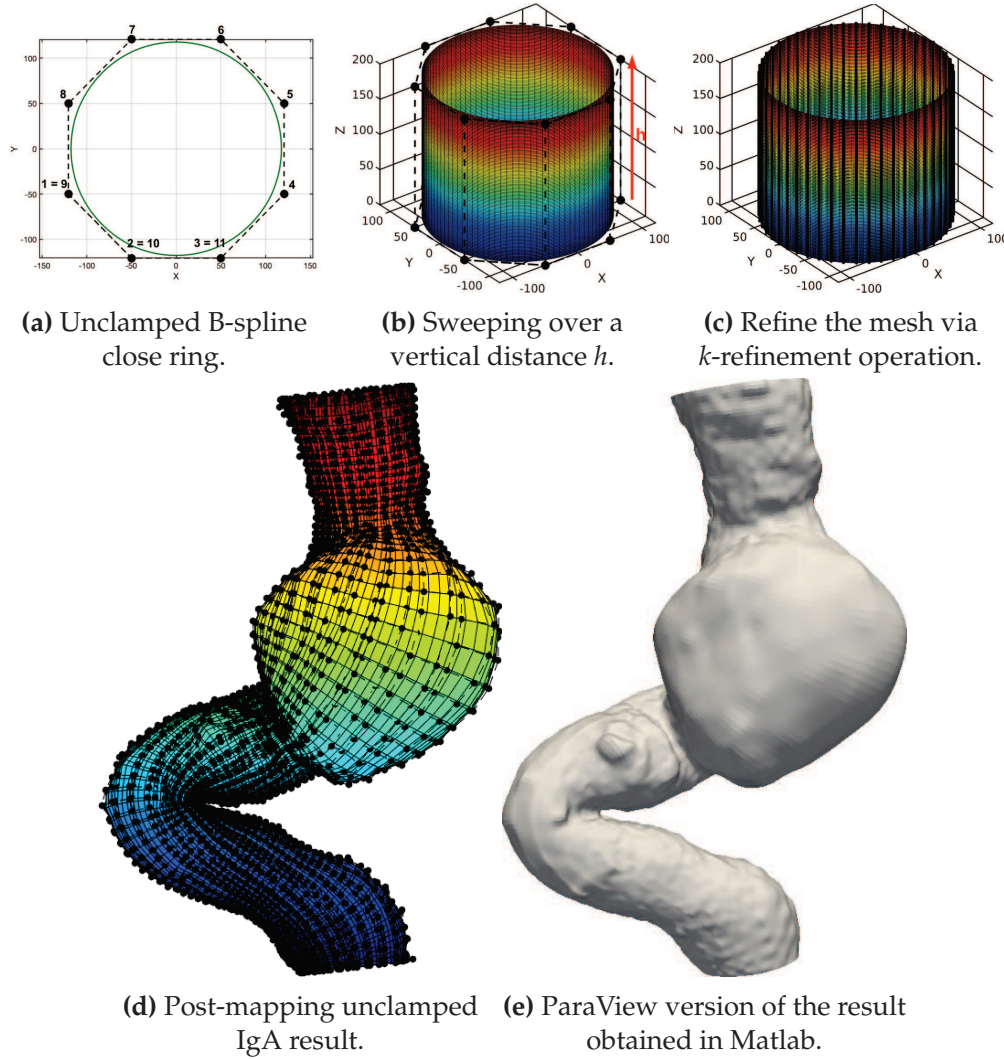 7 6
8 5
1 = 9 4
2 = 10 3 = 11
100
50
0
-50
-100
-150 -100 -50 0 50 100 150
Y
X
200
150
100
50
0
Z
h
100
50
0
-50
-100
Y
100
0
-100
X
200
150
100
50
0
Z
100
50
0
-50
-100
Y
100
0
-100
X
(a) Unclamped B-spline
close ring.
(b) Sweeping over a
vertical distance h.
(c) Refine the mesh via
k-refinement operation.
(d) Post-mapping unclamped
IgA result.
(e) ParaView version of the result
obtained in Matlab.